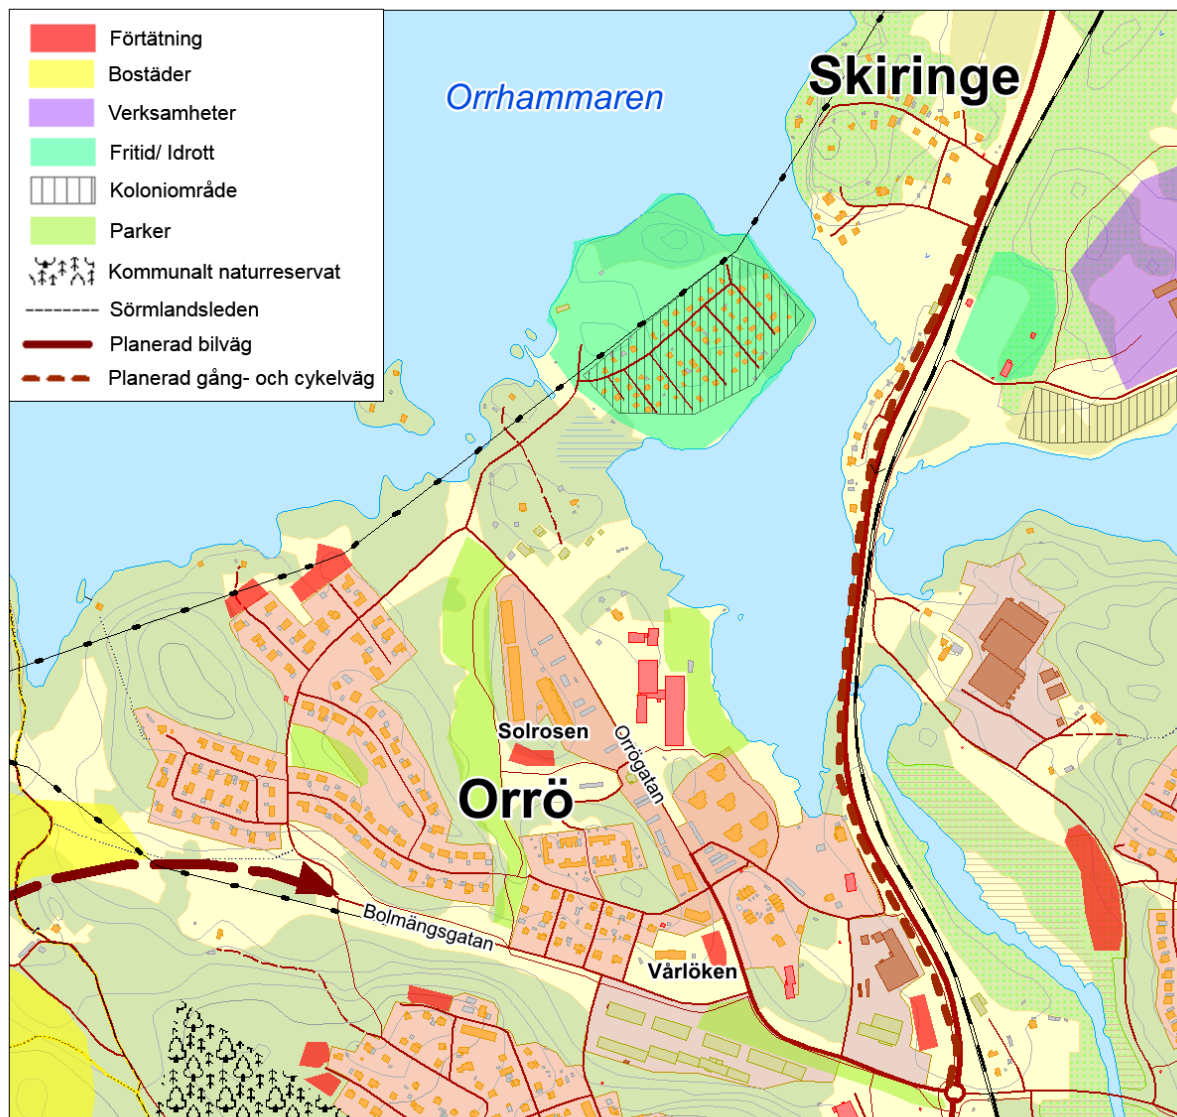 Förtätning
Bostäder
Verksamheter
Fritid/ Idrott
Koloniområde
Parker
Kommunalt naturreservat
Sörmlandsleden
Planerad bilväg
Planerad gång- och cykelväg
Skiringe
Orrhammaren
Solrosen
Orrögatan
Orrö
Bolmängsgatan
Vårlöken